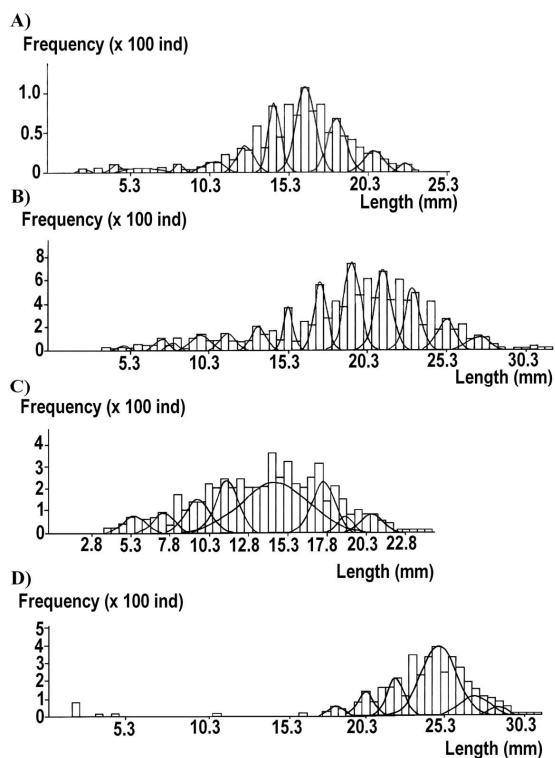 A)
Frequency (x 100 ind)
1.0
0.5
0
5.3 10.3 15.3 20.3 25.3
Length (mm)
B)
Frequency (x 100 ind)
8
6
4
2
0
5.3 10.3 15.3 20.3 25.3 30.3
Length (mm)
C)
Frequency (x 100 ind)
4
3
2
1
0
2.8 5.3 7.8 10.3 12.8 15.3 17.8 20.3 22.8
Length (mm)
D)
Frequency (x 100 ind)
5
4
3
2
1
0
5.3 10.3 15.3 20.3 25.3 30.3
Length (mm)